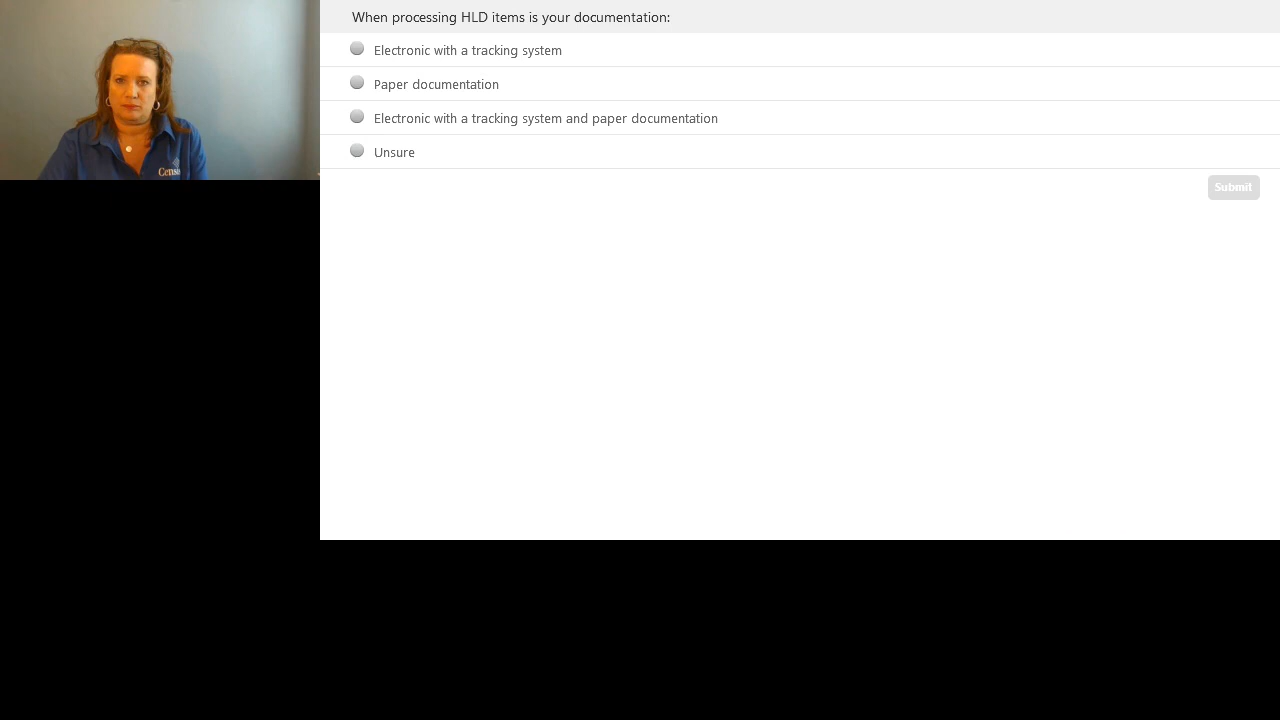 When processing HLD items is your documentation:
Electronic with a tracking system
Paper documentation
Electronic with a tracking system and paper documentation
Unsure
Submit